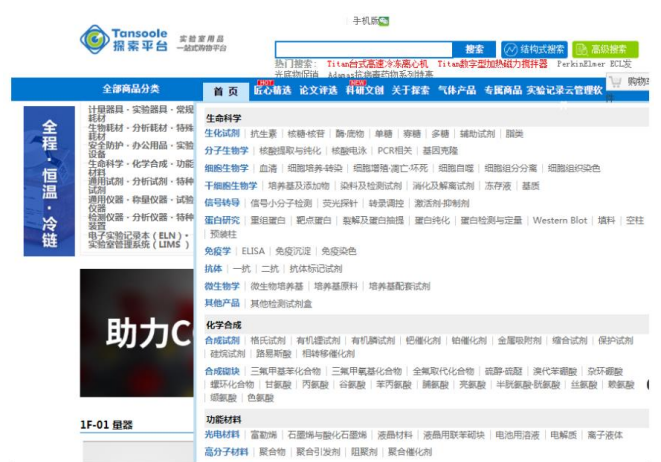 手机版
Tansoole
探索平台
实验室用品
一站式购物平台
搜索
结构式搜索
高级搜索
热门搜索： Titan台式高速冷冻离心机 Titan数字型加热磁力搅拌器 PerkinElmer ECL发
光底物促销 Adamas抗病毒药物系列特惠
购物车
全部商品分类
首 页
HOT
匠心精选
论文评选
NEW
科研文创
关于探索
气体产品
专属商品
实验记录云管理软件
全程·恒温·冷链
计量器具·实验器具·常规
耗材
生物耗材·分析耗材·特殊
耗材
安全防护·办公用品·实验
设备
生命科学·化学合成·功能
材料
通用试剂·分析试剂·特种
试剂
通用仪器·称量仪器·试验
仪器
检测仪器·分析仪器·特种
装置
电子实验记录本（ELN）·
实验室管理系统（LIMS ）
生命科学
生化试剂 | 抗生素 | 核糖·核苷 | 酶·底物 | 单糖 | 寡糖 | 多糖 | 辅助试剂 | 脂类
分子生物学 | 核酸提取与纯化 | 核酸电泳 | PCR相关 | 基因克隆
细胞生物学 | 血清 | 细胞培养·转染 | 细胞增殖·凋亡·坏死 | 细胞自噬 | 细胞组分分离 | 细胞组织染色
干细胞生物学 | 培养基及添加物 | 染料及检测试剂 | 消化及解离试剂 | 冻存液 | 基质
信号转导 | 信号小分子检测 | 荧光探针 | 转录调控 | 激活剂·抑制剂
蛋白研究 | 重组蛋白 | 靶点蛋白 | 裂解及蛋白抽提 | 蛋白纯化 | 蛋白检测与定量 | Western Blot | 填料 | 空柱
| 预装柱
免疫学 | ELISA | 免疫沉淀 | 免疫染色
抗体 | 一抗 | 二抗 | 抗体标记试剂
微生物学 | 微生物培养基 | 培养基原料 | 培养基配套试剂
其他产品 | 其他检测试剂盒
化学合成
合成试剂 | 格氏试剂 | 有机锂试剂 | 有机膦试剂 | 钯催化剂 | 铂催化剂 | 金属吸附剂 | 缩合试剂 | 保护试剂
| 硅烷试剂 | 路易斯酸 | 相转移催化剂
合成砌块 | 三氟甲基苯化合物 | 三氟甲氧基化合物 | 全氟取代化合物 | 硫醇·硫醚 | 溴代苯硼酸 | 杂环硼酸
| 螺环化合物 | 甘氨酸 | 丙氨酸 | 谷氨酸 | 苯丙氨酸 | 脯氨酸 | 亮氨酸 | 半胱氨酸·胱氨酸 | 丝氨酸 | 赖氨酸
| 缬氨酸 | 色氨酸
功能材料
光电材料 | 富勒烯 | 石墨烯与酸化石墨烯 | 液晶材料 | 液晶用联苯砌块 | 电池用溶液 | 电解质 | 离子液体
高分子材料 | 聚合物 | 聚合引发剂 | 阻聚剂 | 聚合催化剂
助力C
1F-01 量器